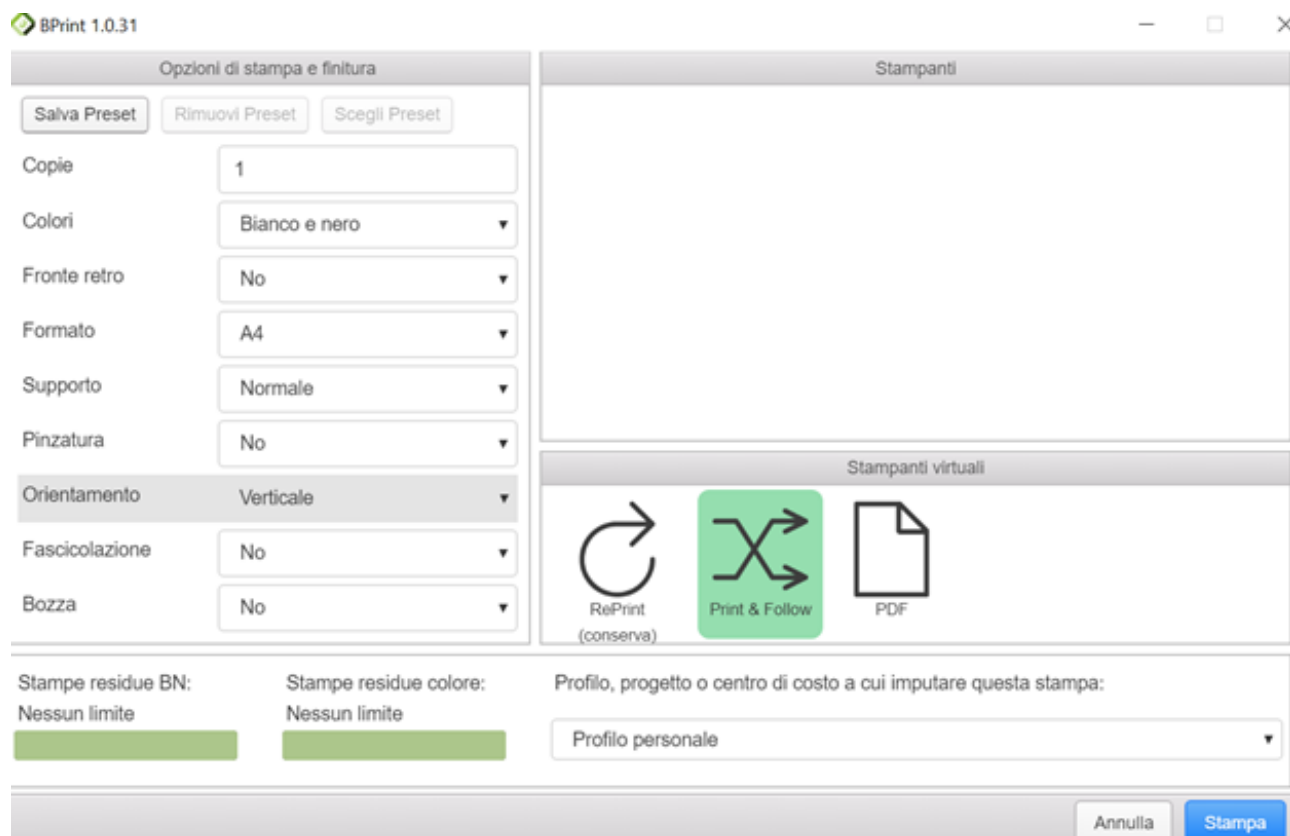 BPrint 1.0.31
Opzioni di stampa e finitura
Salva Preset Rimuovi Preset Scegli Preset
Copie 1
Colori Bianco e nero
Fronte retro No
Formato A4
Supporto Normale
Pinzatura No
Orientamento Verticale
Fascicolazione No
Bozza No
Stampanti
Stampanti virtuali
RePrint
(conserva)
Print & Follow
PDF
Stampe residue BN:
Nessun limite
Stampe residue colore:
Nessun limite
Profilo, progetto o centro di costo a cui imputare questa stampa:
Profilo personale
Annulla Stampa